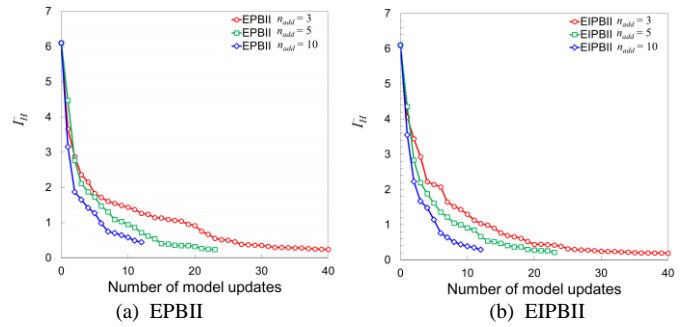 7
6
5
4
3
2
1
0
I⁻_H
EPBII n_add = 3
EPBII n_add = 5
EPBII n_add = 10
0 10 20 30 40
Number of model updates
(a) EPBII
7
6
5
4
3
2
1
0
I⁻_H
EIPBII n_add = 3
EIPBII n_add = 5
EIPBII n_add = 10
0 10 20 30 40
Number of model updates
(b) EIPBII